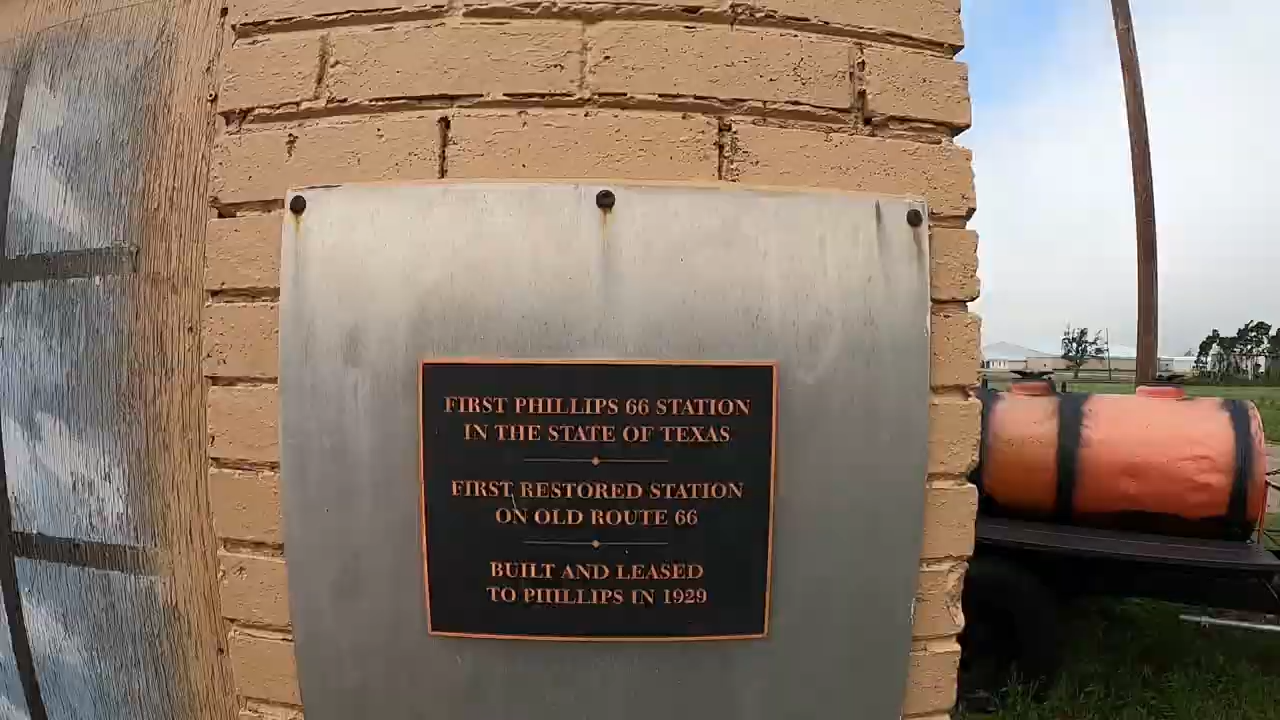 FIRST PHILLIPS 66 STATION
IN THE STATE OF TEXAS
FIRST RESTORED STATION
ON OLD ROUTE 66
BUILT AND LEASED
TO PHILLIPS IN 1929